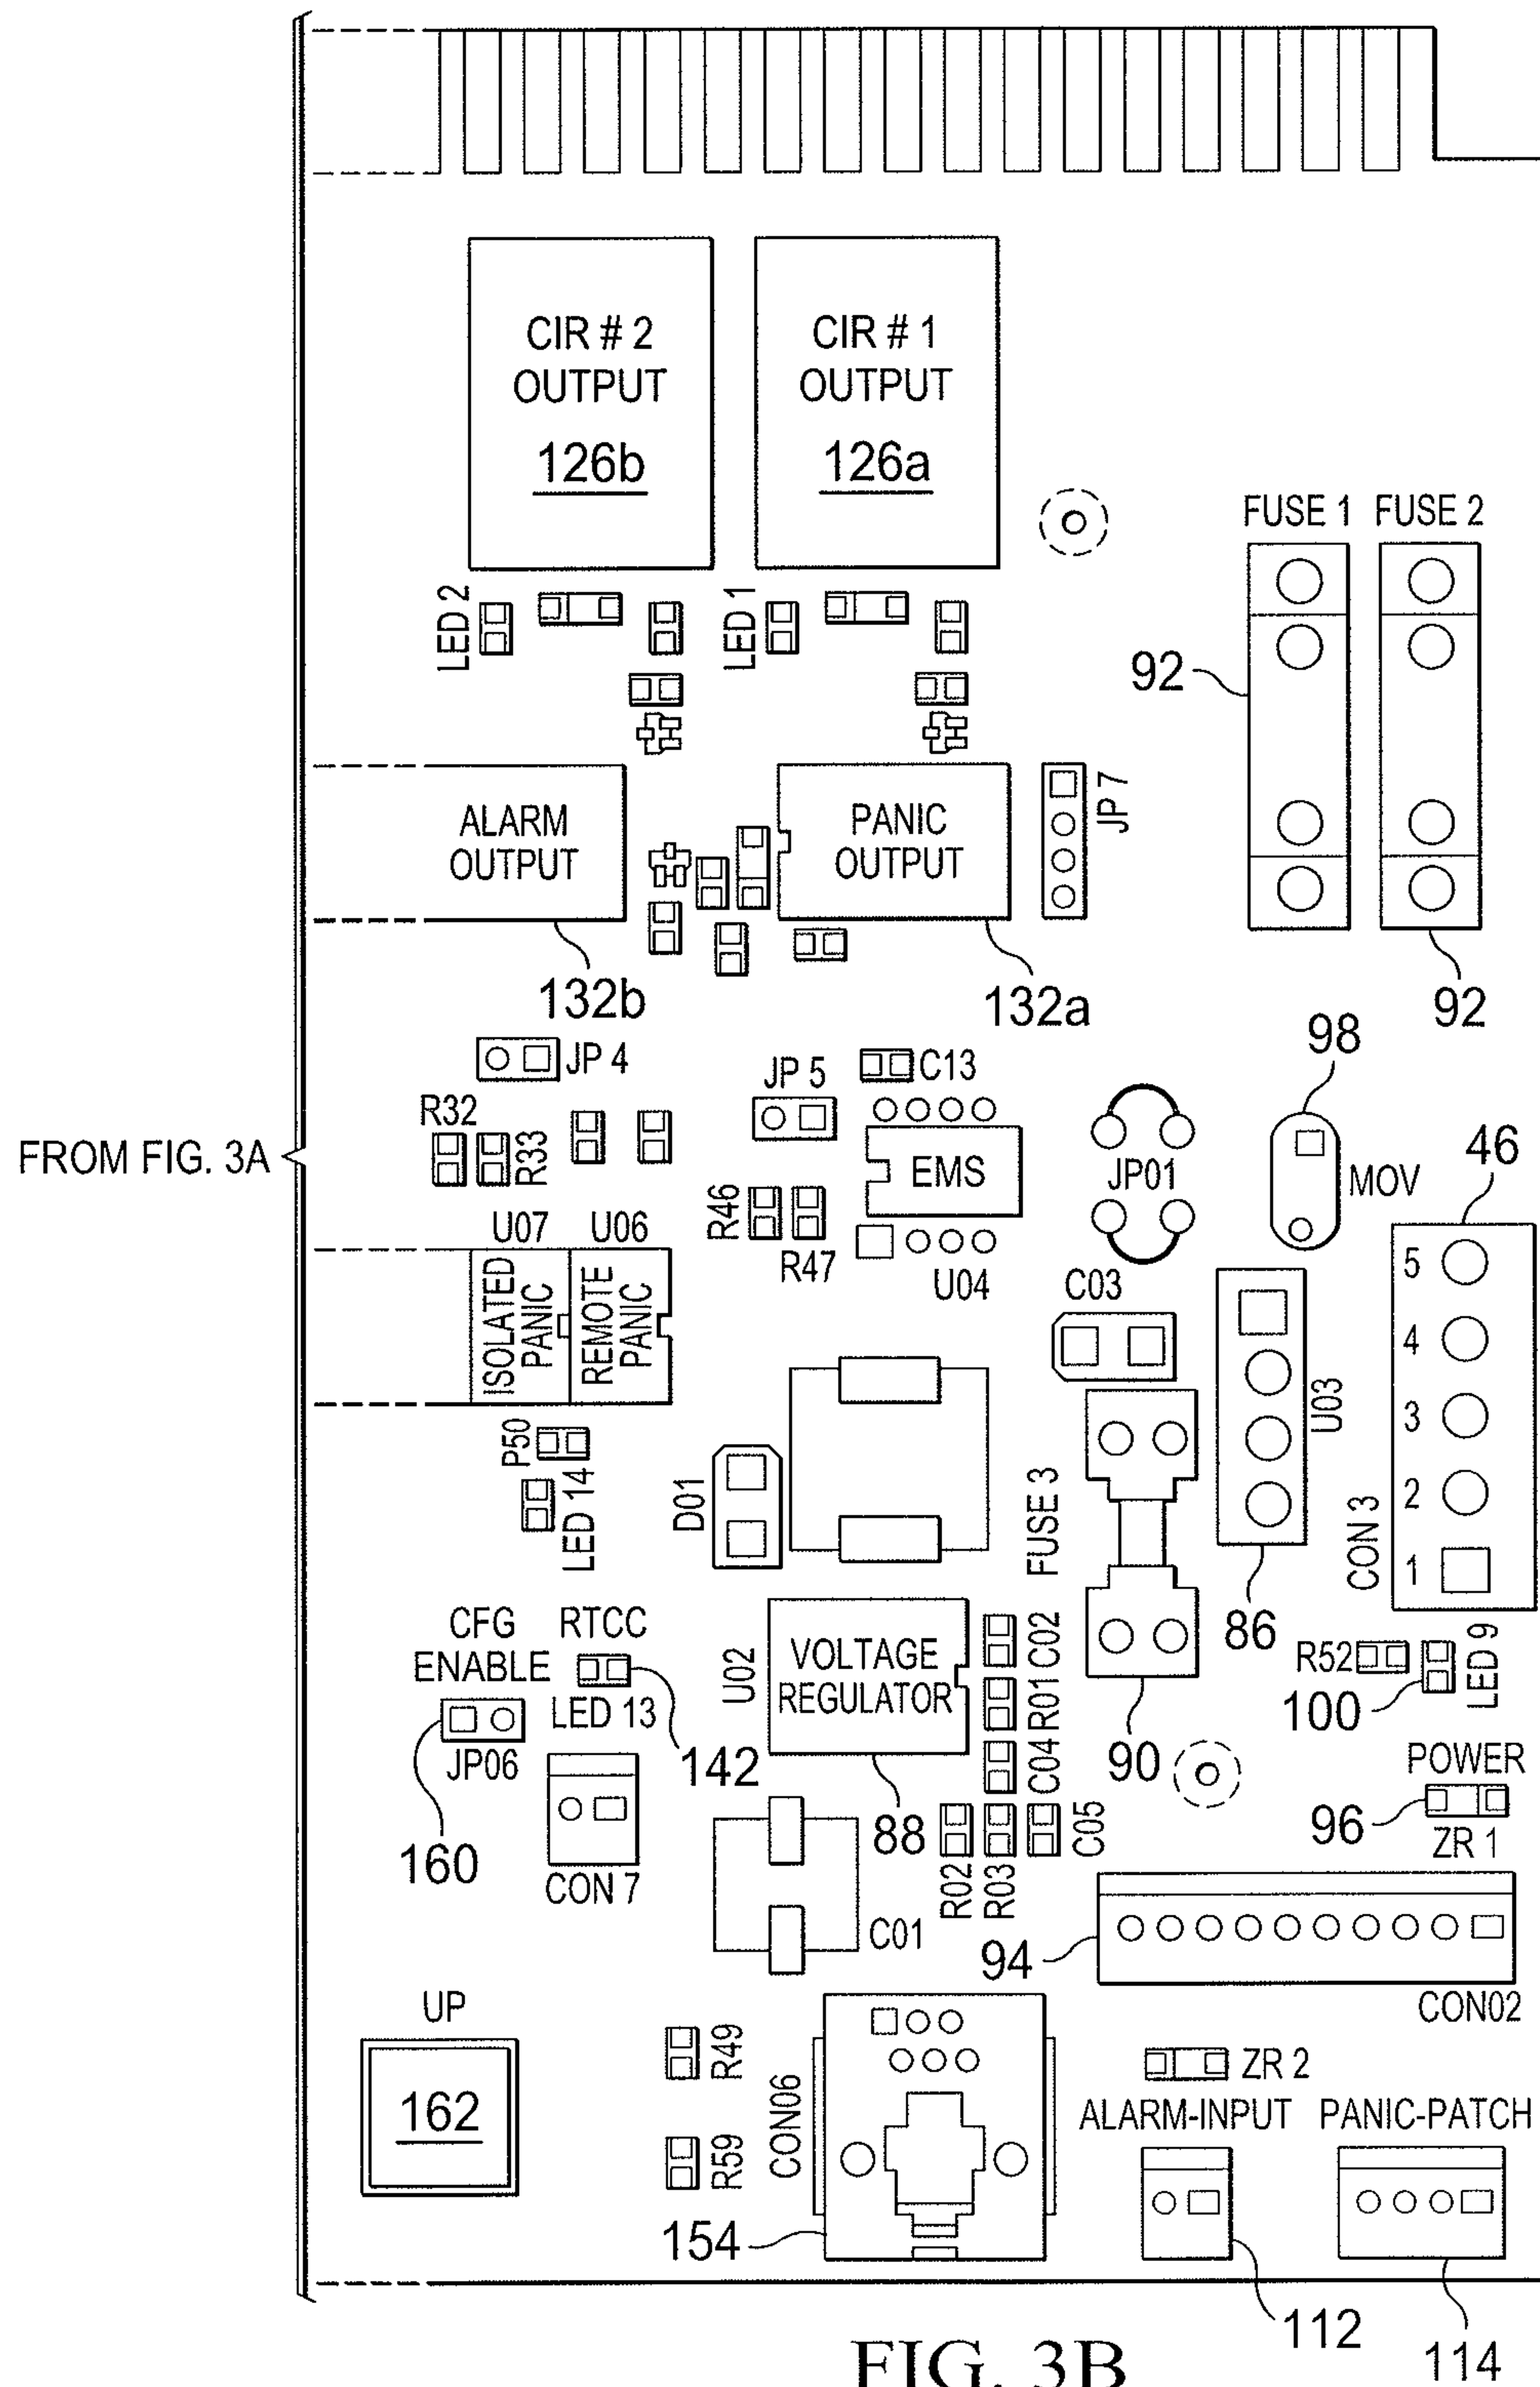 CIR # 2
OUTPUT
126b
CIR # 1
OUTPUT
126a
FUSE 1
FUSE 2
LED 2
LED 1
92
ALARM
OUTPUT
PANIC
OUTPUT
JP 7
132b
132a
92
98
JP 4
JP 5
C13
R32
R33
FROM FIG. 3A
EMS
JP01
MOV
46
R46
R47
U04
U07
U06
ISOLATED
PANIC
REMOTE
PANIC
C03
U03
5
4
3
2
1
CON 3
P50
LED 14
D01
FUSE 3
86
CFG
ENABLE
RTCC
LED 13
JP06
142
160
U02
VOLTAGE
REGULATOR
C02
R01
C04
90
R52
LED 9
100
POWER
96
ZR 1
88
C05
R02
R03
CON 7
C01
94
CON02
UP
162
R49
R59
CON06
154
ZR 2
ALARM-INPUT
PANIC-PATCH
112
114
FIG. 3B